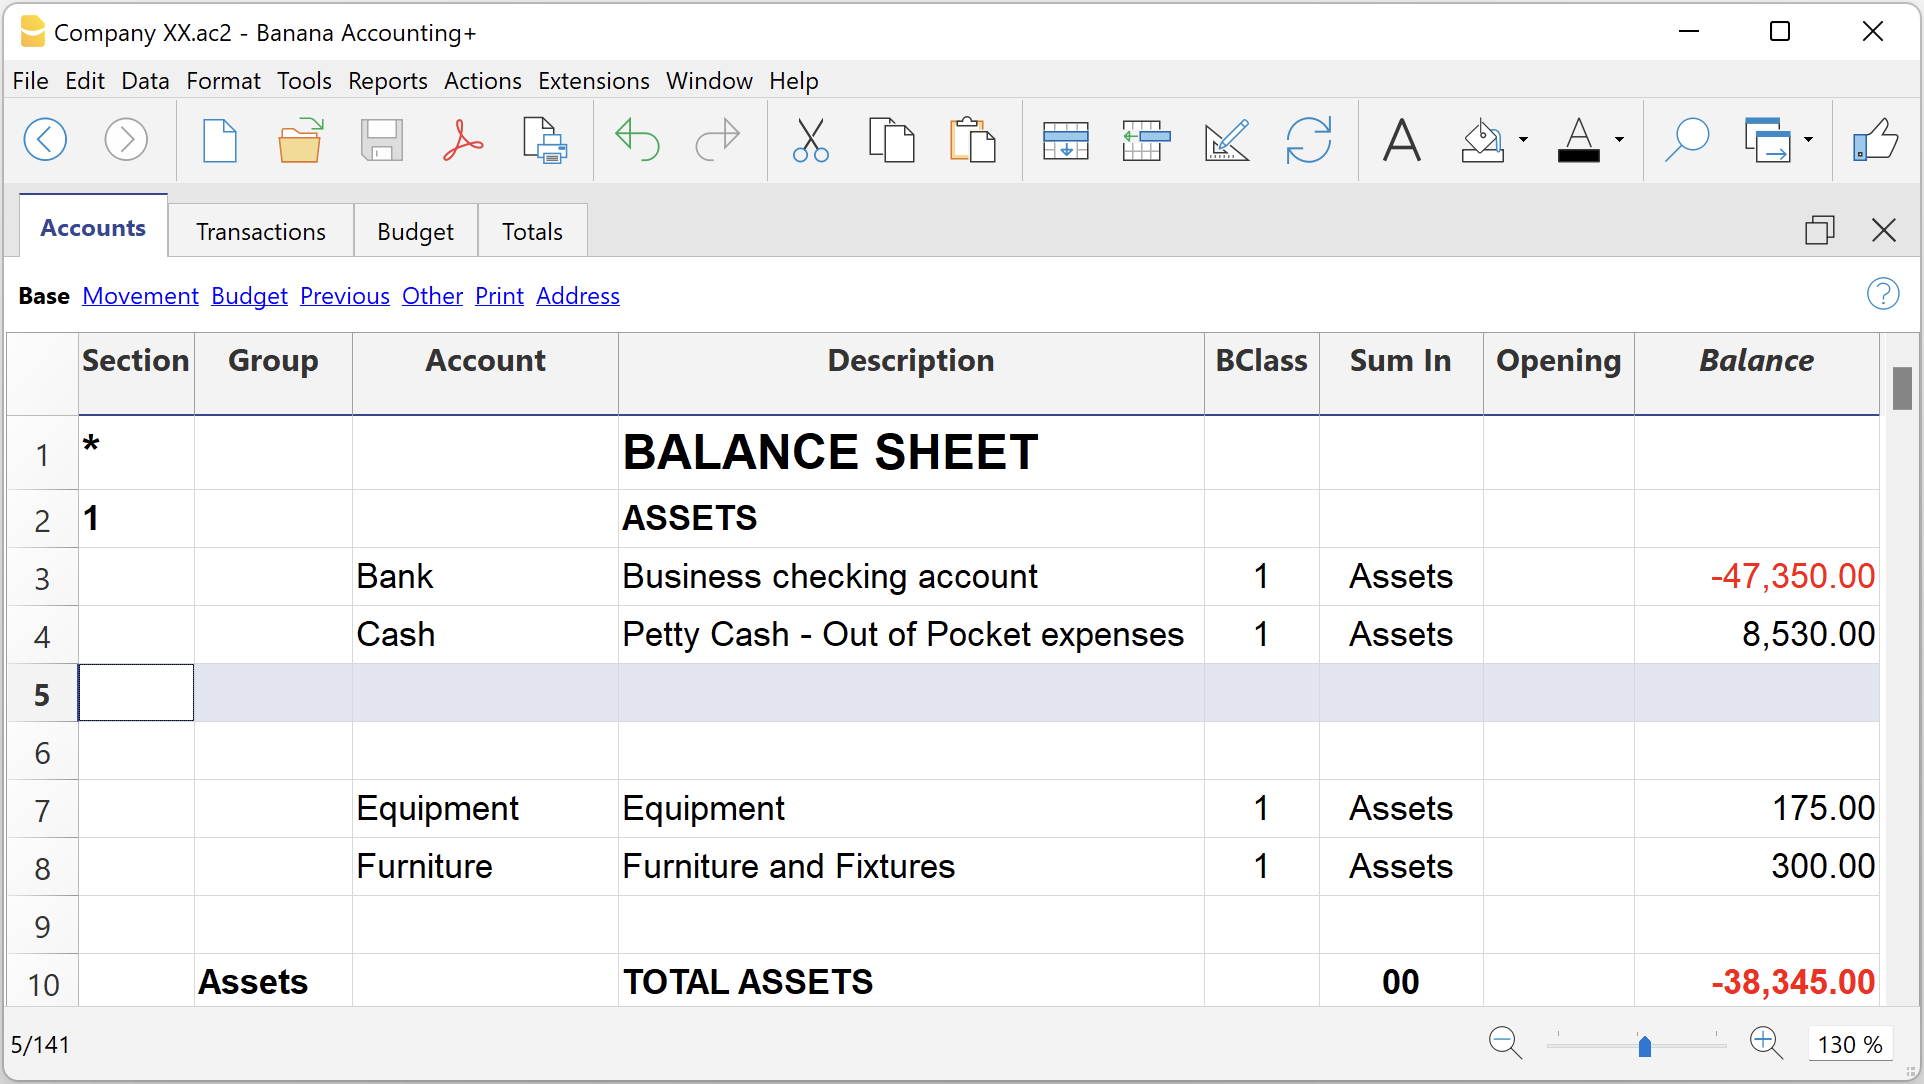 Company XX.ac2 - Banana Accounting+
File Edit Data Format Tools Reports Actions Extensions Window Help
Accounts Transactions Budget Totals
Base Movement Budget Previous Other Print Address
Section Group Account Description BClass Sum In Opening Balance
1 * BALANCE SHEET
2 1 ASSETS
3 Bank Business checking account 1 Assets -47,350.00
4 Cash Petty Cash - Out of Pocket expenses 1 Assets 8,530.00
5
6
7 Equipment Equipment 1 Assets 175.00
8 Furniture Furniture and Fixtures 1 Assets 300.00
9
10 Assets TOTAL ASSETS 00 -38,345.00
5/141 130 %